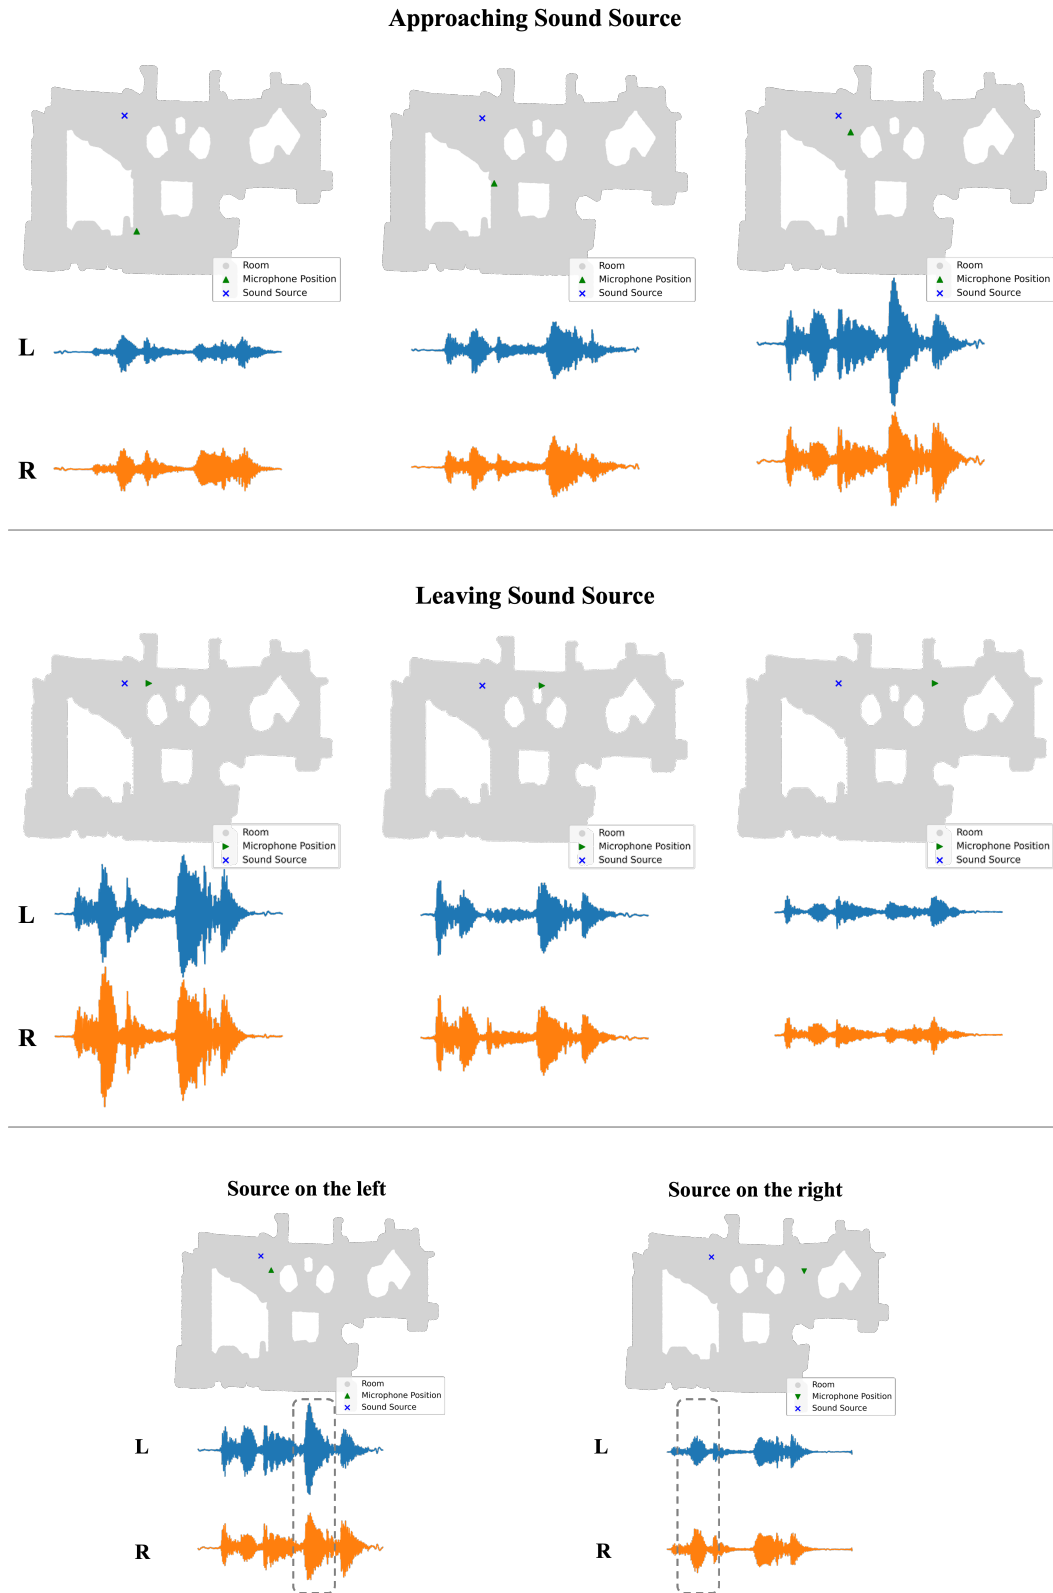 Approaching Sound Source
Room
Microphone Position
Sound Source
Room
Microphone Position
Sound Source
Room
Microphone Position
Sound Source
L
R
Leaving Sound Source
Room
Microphone Position
Sound Source
Room
Microphone Position
Sound Source
Room
Microphone Position
Sound Source
L
R
Source on the left
Source on the right
Room
Microphone Position
Sound Source
Room
Microphone Position
Sound Source
L
L
R
R